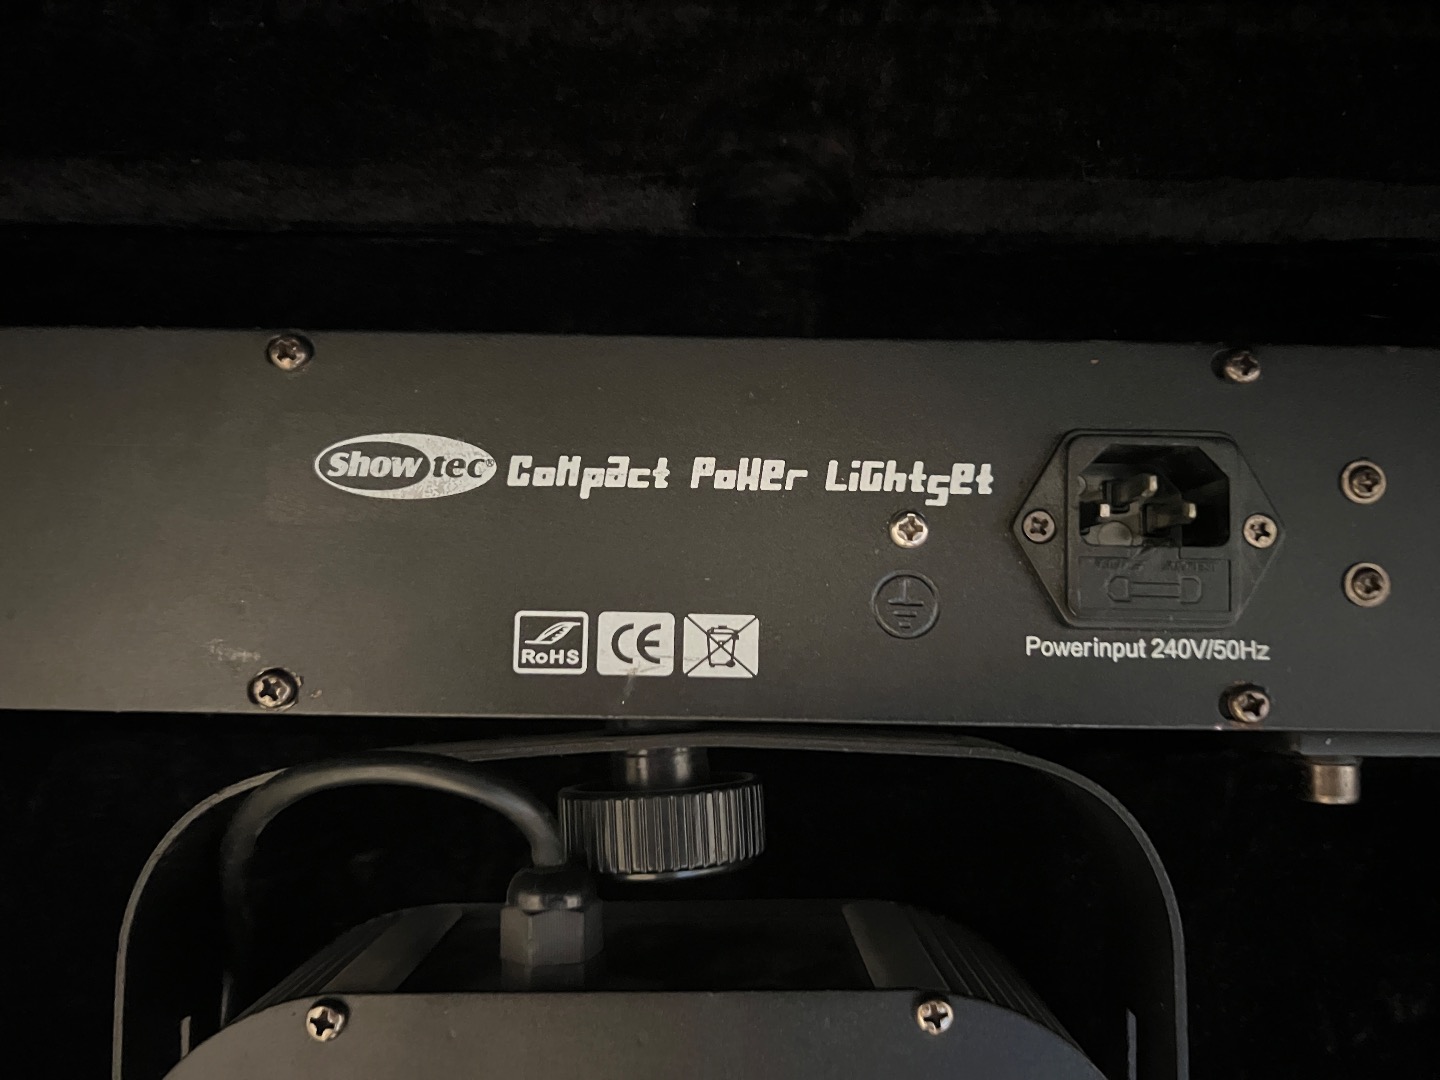 Showtec® Compact Power Lightset
RoHS CE
Powerinput 240V/50Hz